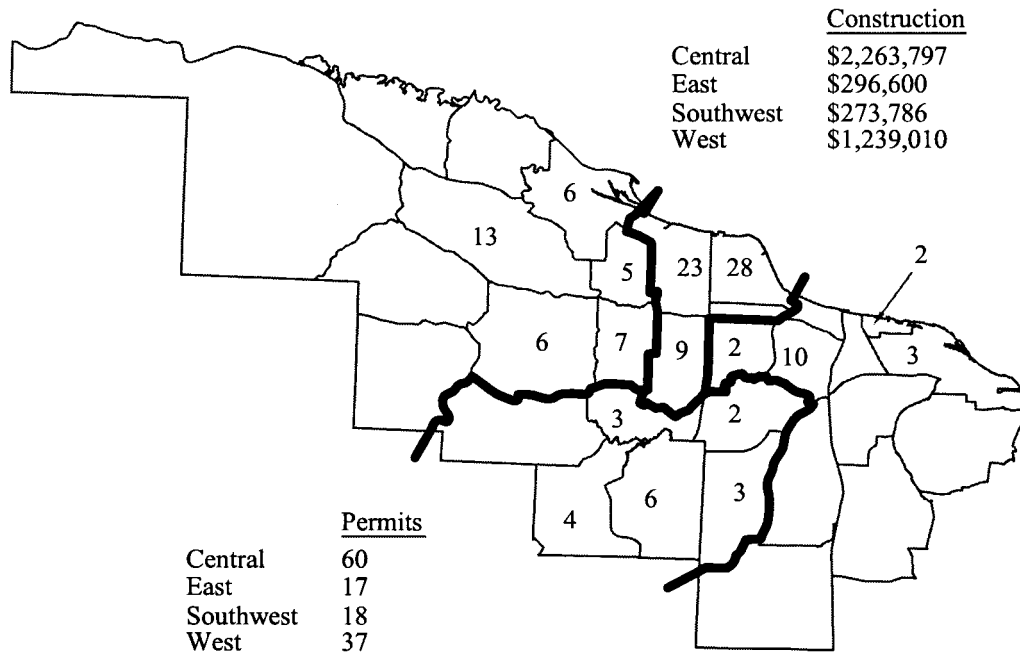 Construction
Central $2,263,797
East $296,600
Southwest $273,786
West $1,239,010
6
13
2
5
23
28
6
7
9
2
10
3
3
2
4
6
3
Permits
Central 60
East 17
Southwest 18
West 37